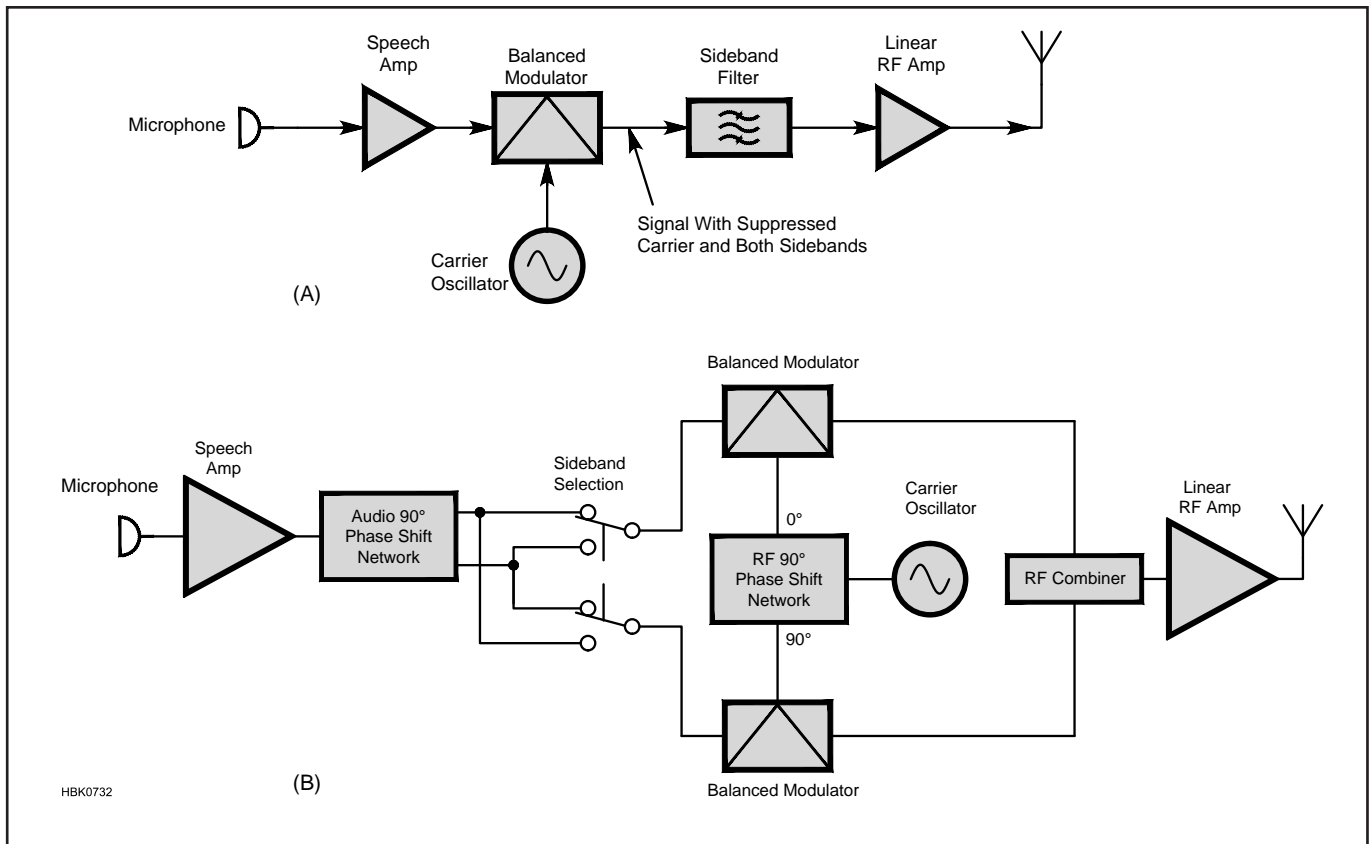 Speech
Amp
Balanced
Modulator
Sideband
Filter
Linear
RF Amp
Microphone
Signal With Suppressed
Carrier and Both Sidebands
Carrier
Oscillator
(A)
Balanced Modulator
Speech
Amp
Microphone
Audio 90°
Phase Shift
Network
Sideband
Selection
0°
RF 90°
Phase Shift
Network
90°
Carrier
Oscillator
RF Combiner
Linear
RF Amp
Balanced Modulator
(B)
HBK0732